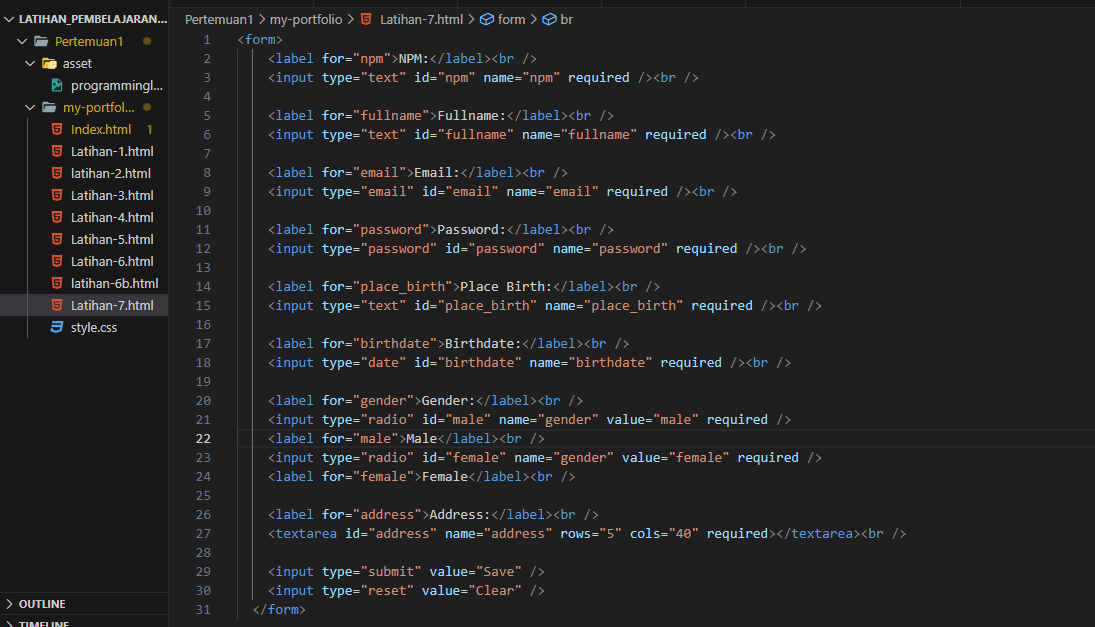 LATIHAN_PEMBELAJARAN...
Pertemuan1
asset
programmingl...
my-portfol...
Index.html 1
Latihan-1.html
latihan-2.html
Latihan-3.html
Latihan-4.html
Latihan-5.html
Latihan-6.html
latihan-6b.html
Latihan-7.html
style.css
OUTLINE
TIMELINE
Pertemuan1 > my-portfolio > Latihan-7.html > form > br
1 <form>
2 <label for="npm">NPM:</label><br />
3 <input type="text" id="npm" name="npm" required /><br />
4
5 <label for="fullname">Fullname:</label><br />
6 <input type="text" id="fullname" name="fullname" required /><br />
7
8 <label for="email">Email:</label><br />
9 <input type="email" id="email" name="email" required /><br />
10
11 <label for="password">Password:</label><br />
12 <input type="password" id="password" name="password" required /><br />
13
14 <label for="place_birth">Place Birth:</label><br />
15 <input type="text" id="place_birth" name="place_birth" required /><br />
16
17 <label for="birthdate">Birthdate:</label><br />
18 <input type="date" id="birthdate" name="birthdate" required /><br />
19
20 <label for="gender">Gender:</label><br />
21 <input type="radio" id="male" name="gender" value="male" required />
22 <label for="male">Male</label><br />
23 <input type="radio" id="female" name="gender" value="female" required />
24 <label for="female">Female</label><br />
25
26 <label for="address">Address:</label><br />
27 <textarea id="address" name="address" rows="5" cols="40" required></textarea><br />
28
29 <input type="submit" value="Save" />
30 <input type="reset" value="Clear" />
31 </form>